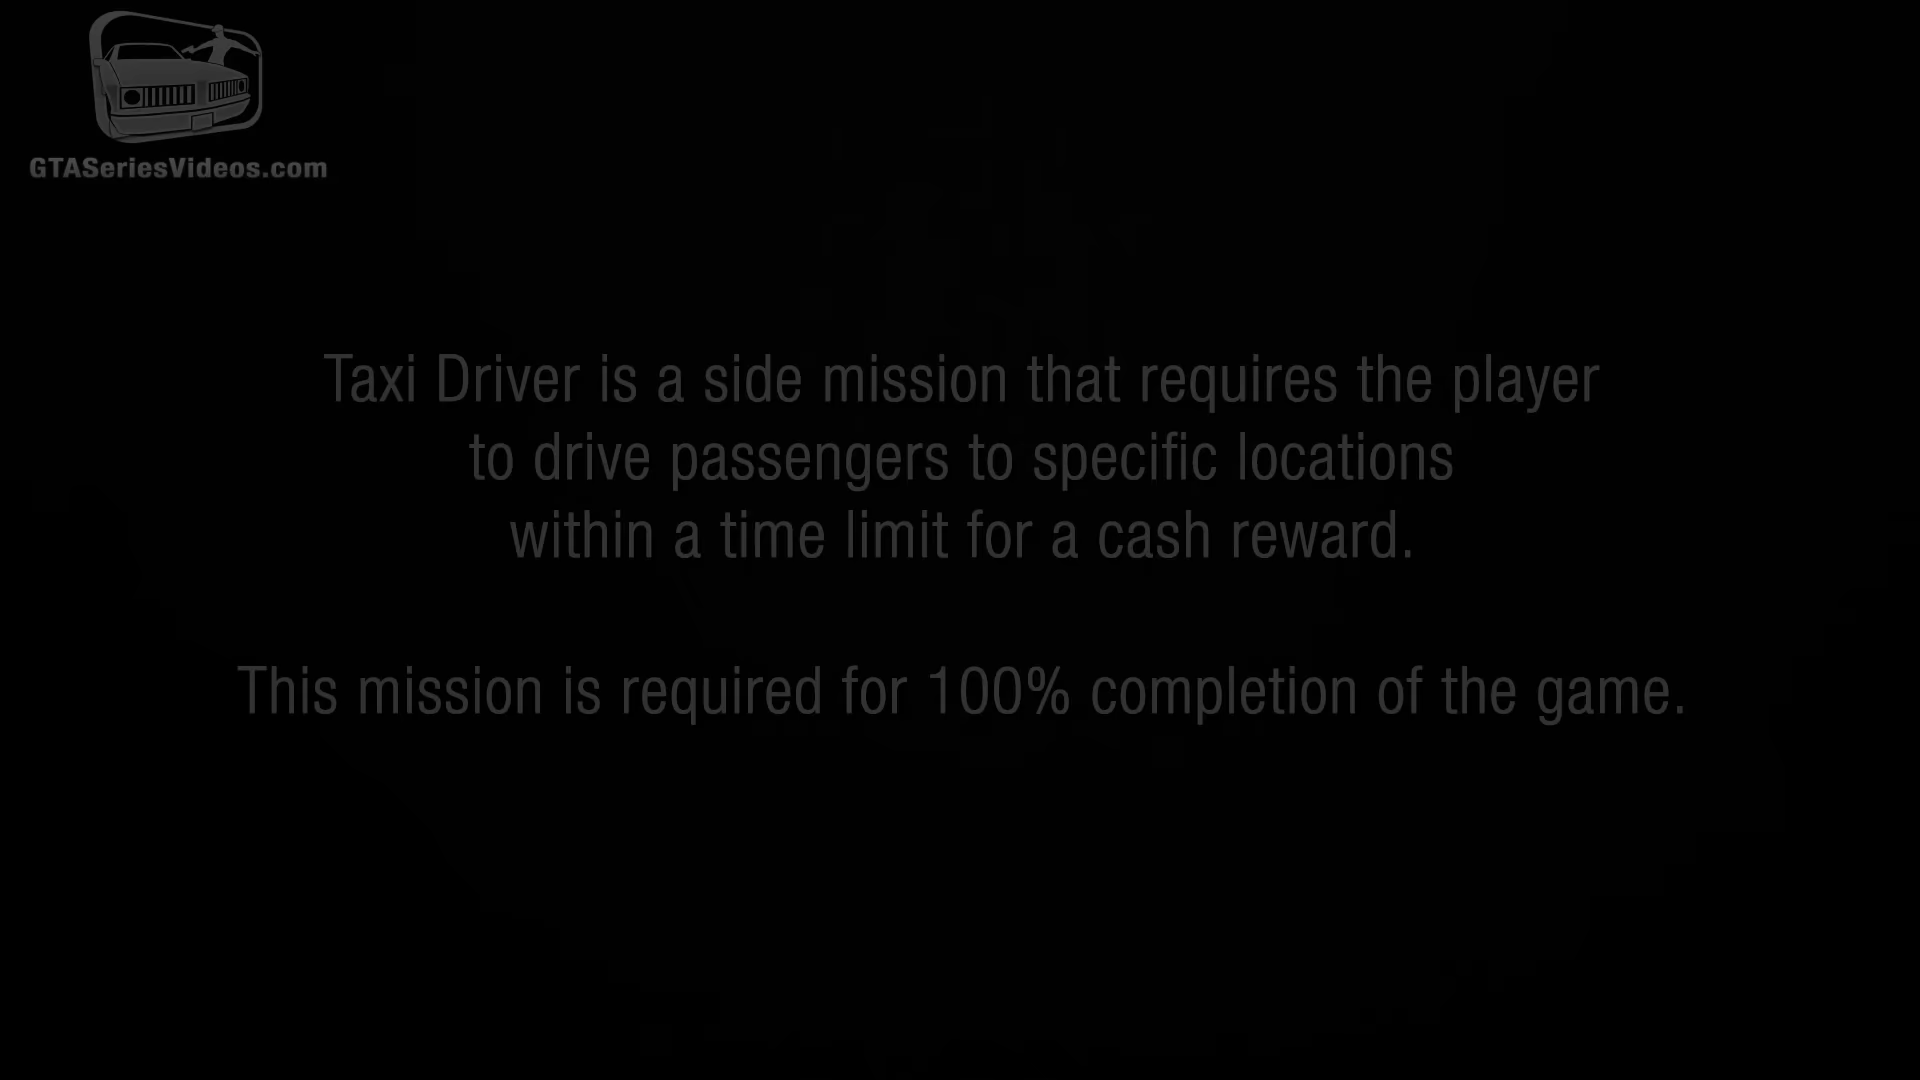 GTASeriesVideos.com
Taxi Driver is a side mission that requires the player
to drive passengers to specific locations
within a time limit for a cash reward.
This mission is required for 100% completion of the game.